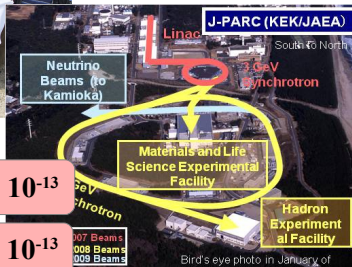 J-PARC (KEK/JAEA)
South to North
Linac
Neutrino
Beams (to
Kamioka)
3 GeV
Synchrotron
Materials and Life
Science Experimental
Facility
10-13
GeV
chrotron
Hadron
Experiment
al Facility
10-13
007 Beams
2008 Beams
2009 Beams
Bird's eye photo in January of